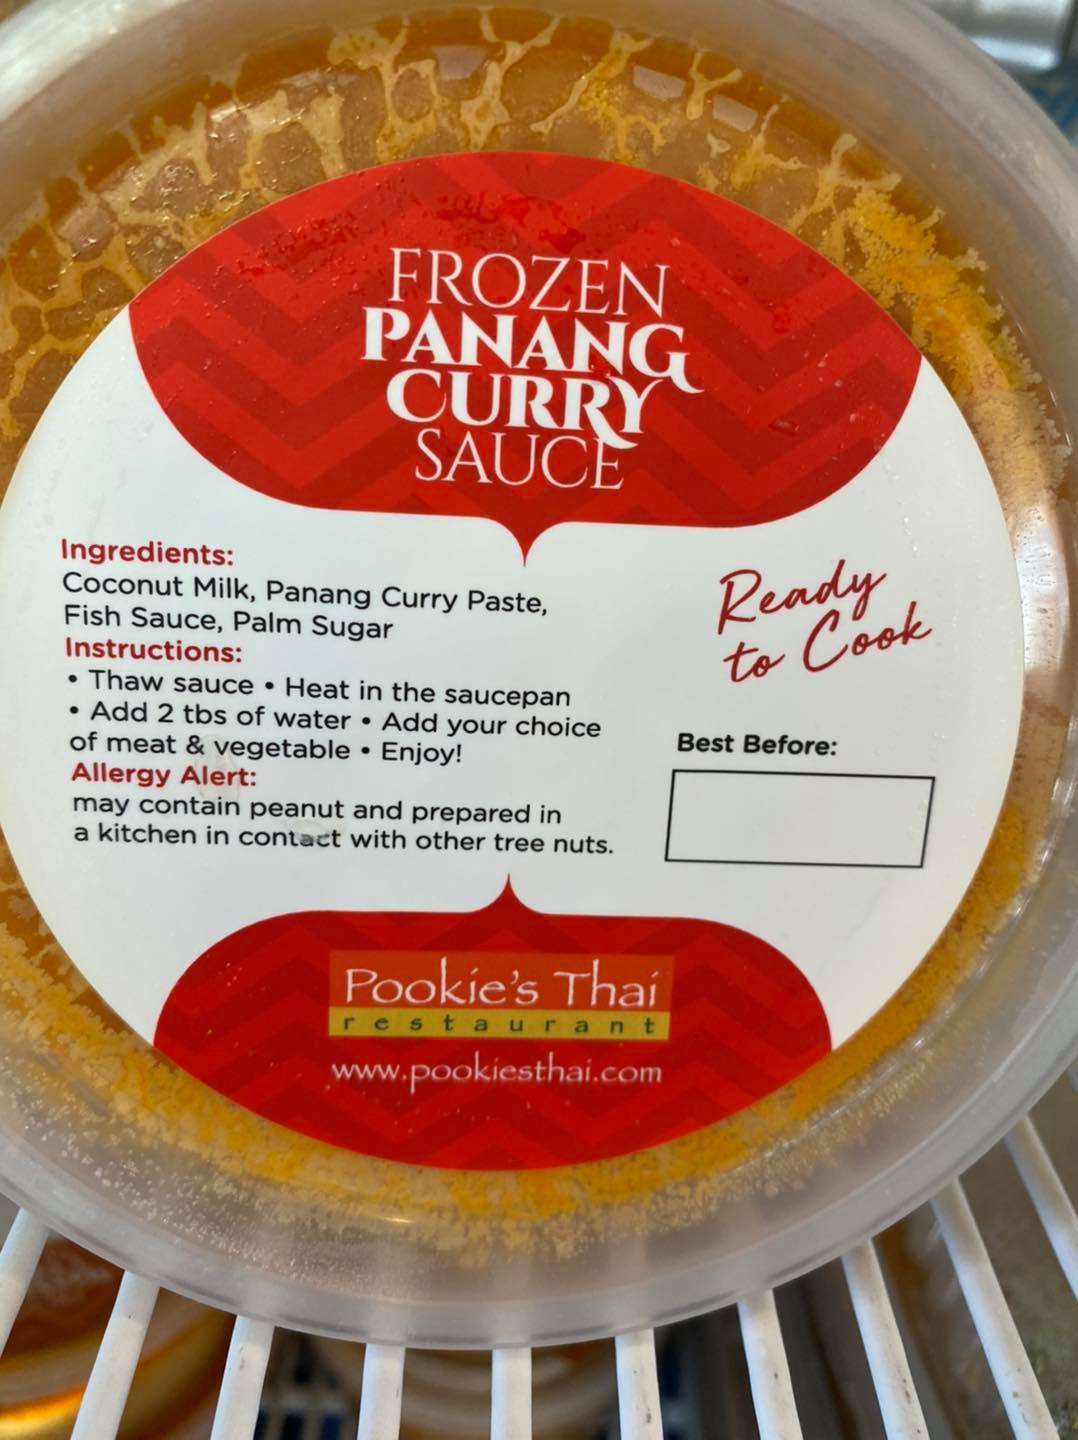 FROZEN
PANANG
CURRY
SAUCE
Ingredients:
Coconut Milk, Panang Curry Paste,
Fish Sauce, Palm Sugar
Instructions:
• Thaw sauce • Heat in the saucepan
• Add 2 tbs of water • Add your choice
of meat & vegetable • Enjoy!
Allergy Alert:
may contain peanut and prepared in
a kitchen in contact with other tree nuts.
Ready
to Cook
Best Before:
Pookie's Thai
restaurant
www.pookiesthai.com